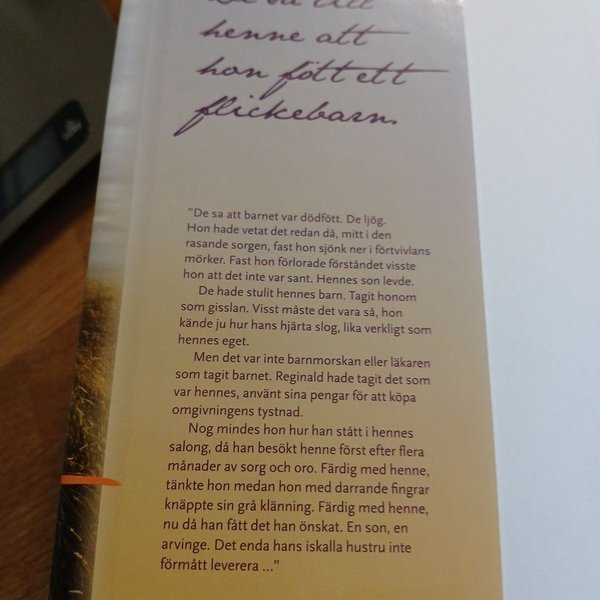 De sa till
henne att
hon fött ett
flickebarn.
"De sa att barnet var dödfött. De ljög.
Hon hade vetat det redan då, mitt i den
rasande sorgen, fast hon sjönk ner i förtvivlans
mörker. Fast hon förlorade förståndet visste
hon att det inte var sant. Hennes son levde.
De hade stulit hennes barn. Tagit honom
som gisslan. Visst måste det vara så, hon
kände ju hur hans hjärta slog, lika verkligt som
hennes eget.
Men det var inte barnmorskan eller läkaren
som tagit barnet. Reginald hade tagit det som
var hennes, använt sina pengar för att köpa
omgivningens tystnad.
Nog mindes hon hur han stått i hennes
salong, då han besökt henne först efter flera
månader av sorg och oro. Färdig med henne,
tänkte hon medan hon med darrande fingrar
knäppte sin grå klänning. Färdig med henne,
nu då han fått det han önskat. En son, en
arvinge. Det enda hans iskalla hustru inte
förmått leverera ..."